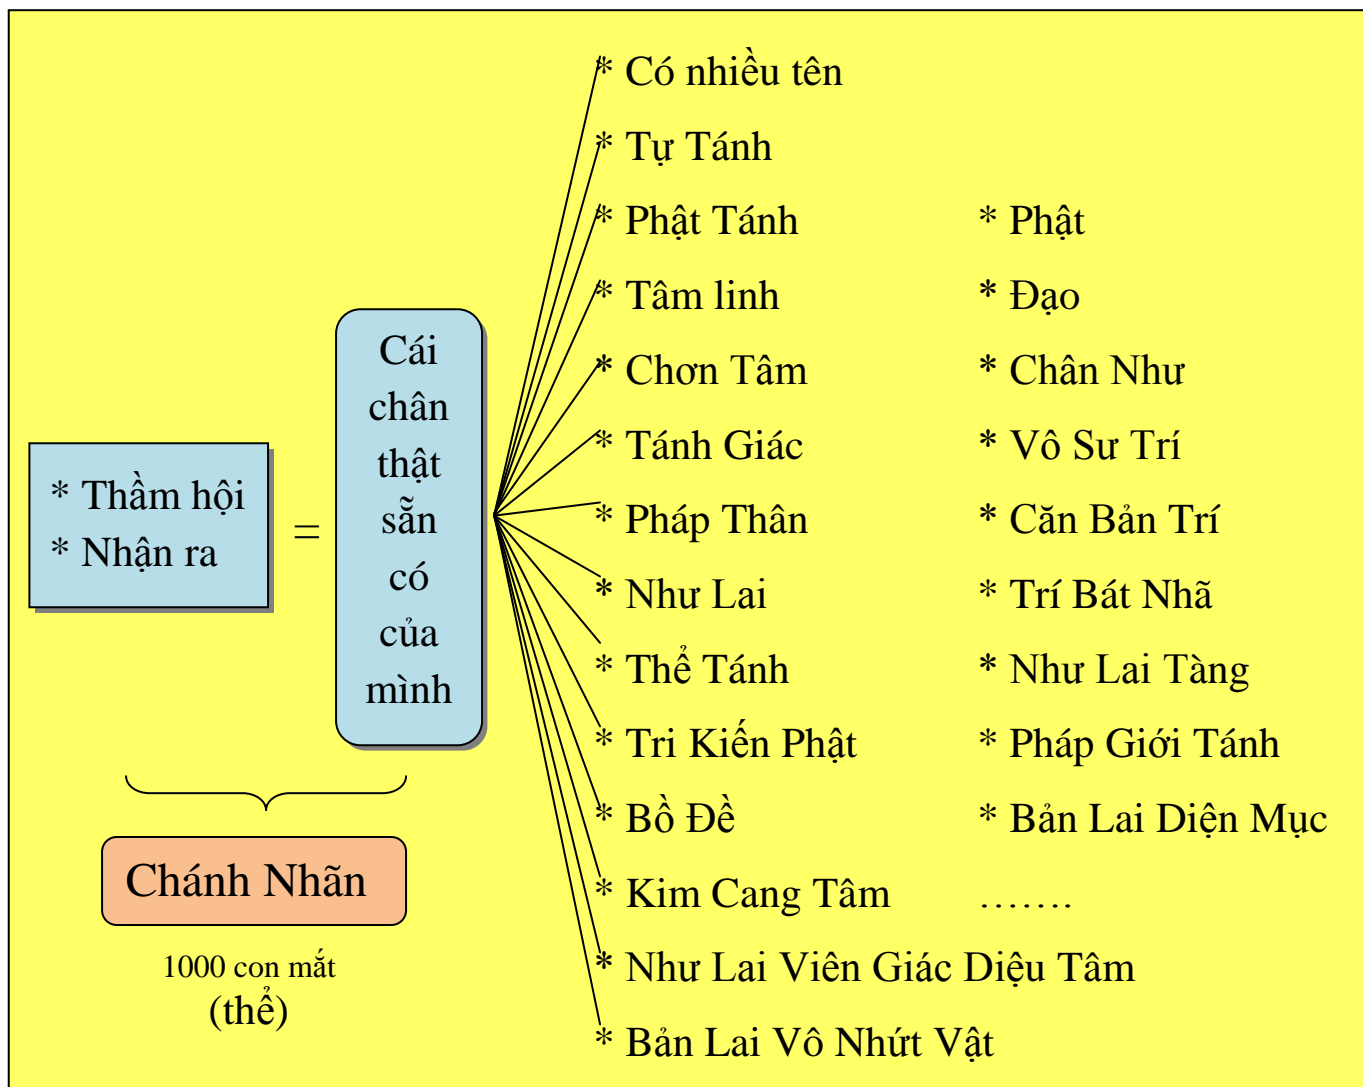 * Thầm hội
* Nhận ra
=
Cái
chân
thật
sẵn
có
của
mình
Chánh Nhãn
1000 con mắt
(thể)
* Có nhiều tên
* Tự Tánh
* Phật Tánh
* Tâm linh
* Chơn Tâm
* Tánh Giác
* Pháp Thân
* Như Lai
* Thể Tánh
* Tri Kiến Phật
* Bồ Đề
* Kim Cang Tâm
* Như Lai Viên Giác Diệu Tâm
* Bản Lai Vô Nhứt Vật
* Phật
* Đạo
* Chân Như
* Vô Sư Trí
* Căn Bản Trí
* Trí Bát Nhã
* Như Lai Tàng
* Pháp Giới Tánh
* Bản Lai Diện Mục
.......